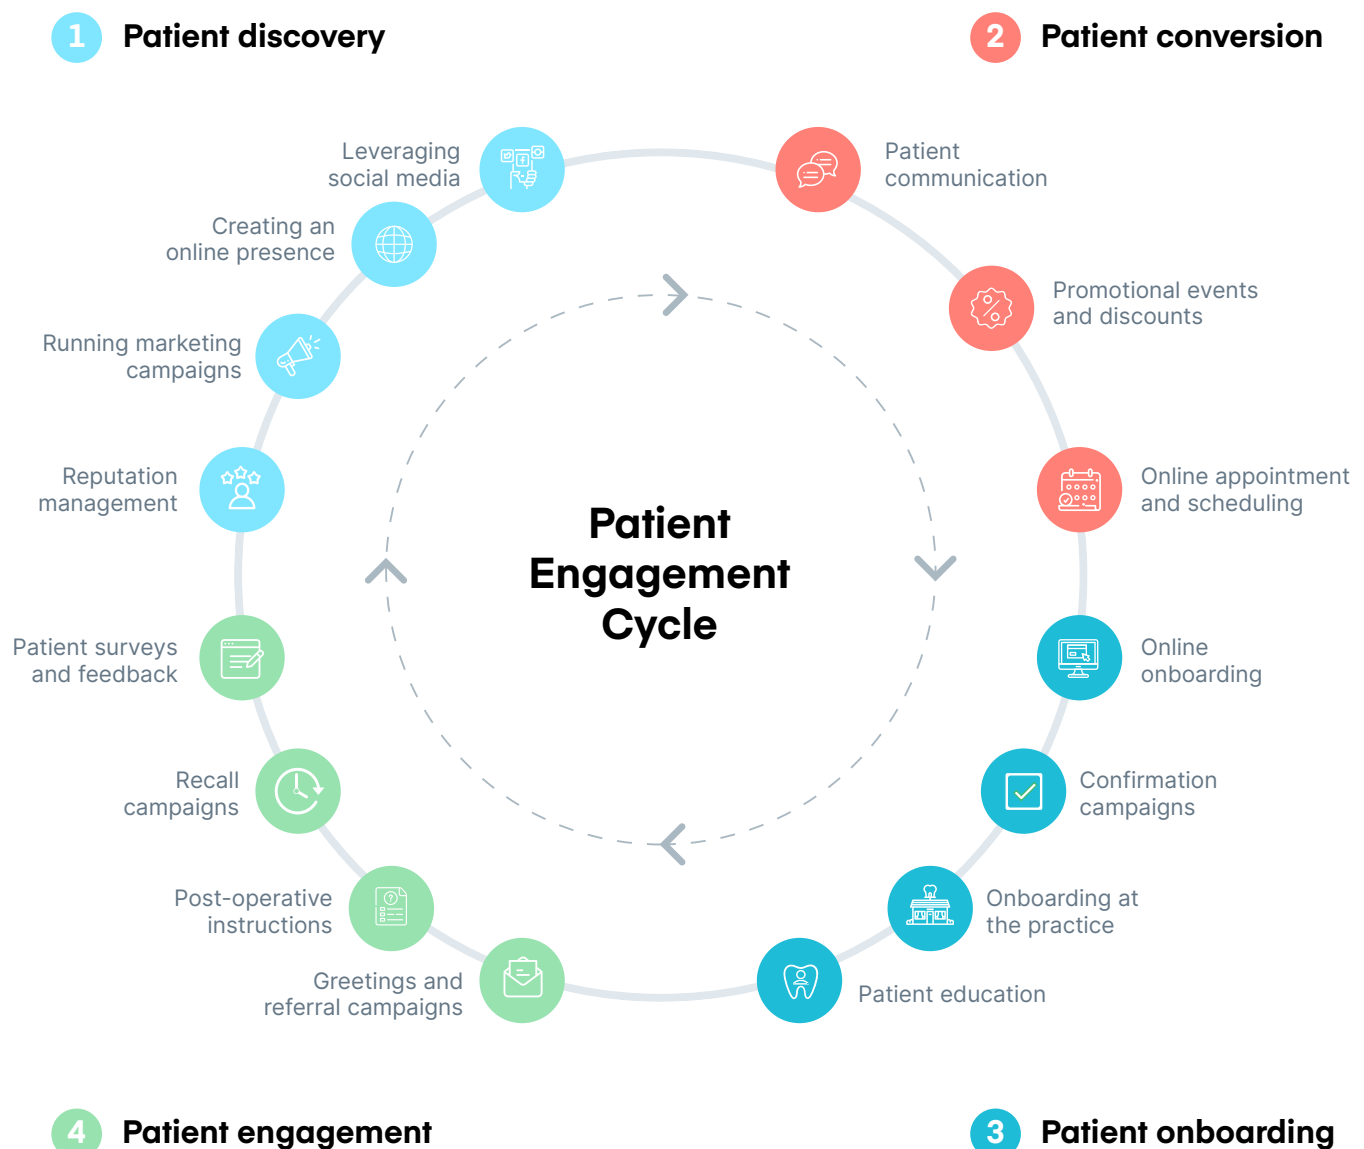 1 Patient discovery
2 Patient conversion
Leveraging
social media
Creating an
online presence
Running marketing
campaigns
Reputation
management
Patient
communication
Promotional events
and discounts
Online appointment
and scheduling
Patient
Engagement
Cycle
Online
onboarding
Confirmation
campaigns
Onboarding at
the practice
Patient education
Patient surveys
and feedback
Recall
campaigns
Post-operative
instructions
Greetings and
referral campaigns
4 Patient engagement
3 Patient onboarding